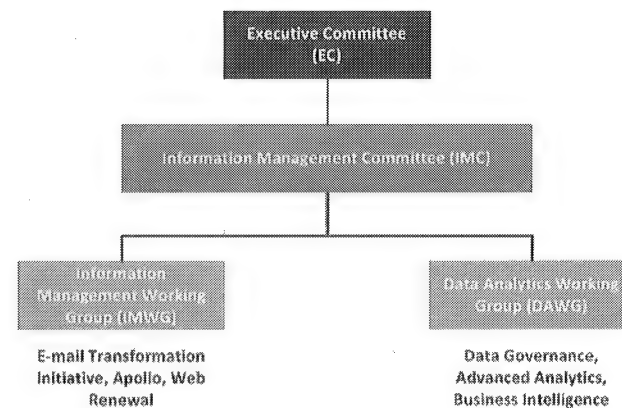 Executive Committee
(EC)
Information Management Committee (IMC)
Information
Management Working
Group (IMWG)
Data Analytics Working
Group (DAWG)
E-mail Transformation
Initiative, Apollo, Web
Renewal
Data Governance,
Advanced Analytics,
Business Intelligence